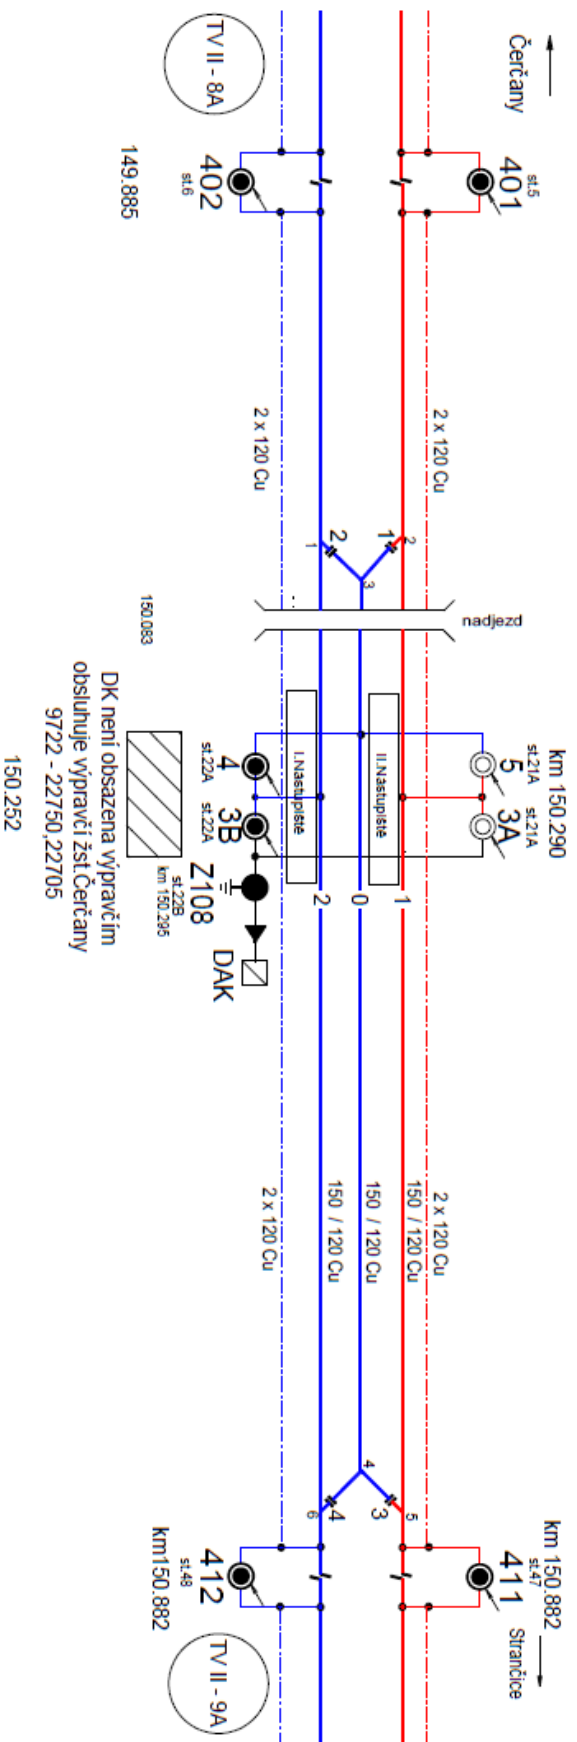 Čerčany
TV II - 8A
401
st.5
402
st.6
149.885
2 x 120 Cu
2 x 120 Cu
1
2
2
1
3
nadjezd
150.083
km 150.290
5
st.21A
3A
st.21A
II.Nástupiště
I.Nástupiště
4
st.22A
3B
st.22A
Z108
st.22B
km 150.295
DAK
1
0
2
DK není obsazena výpravčím
obsluhuje výpravčí žst.Čerčany
9722 - 22750,22705
150.252
2 x 120 Cu
150 / 120 Cu
150 / 120 Cu
150 / 120 Cu
2 x 120 Cu
4
3
5
4
6
km 150.882
411
st.47
Strančice
412
st.48
km150.882
TV II - 9A